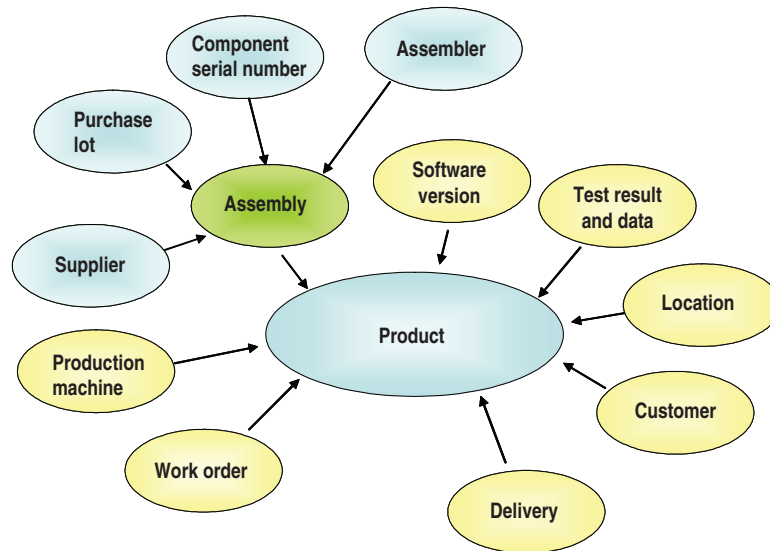 Component
serial number
Assembler
Purchase
lot
Software
version
Test result
and data
Assembly
Supplier
Location
Product
Production
machine
Customer
Work order
Delivery